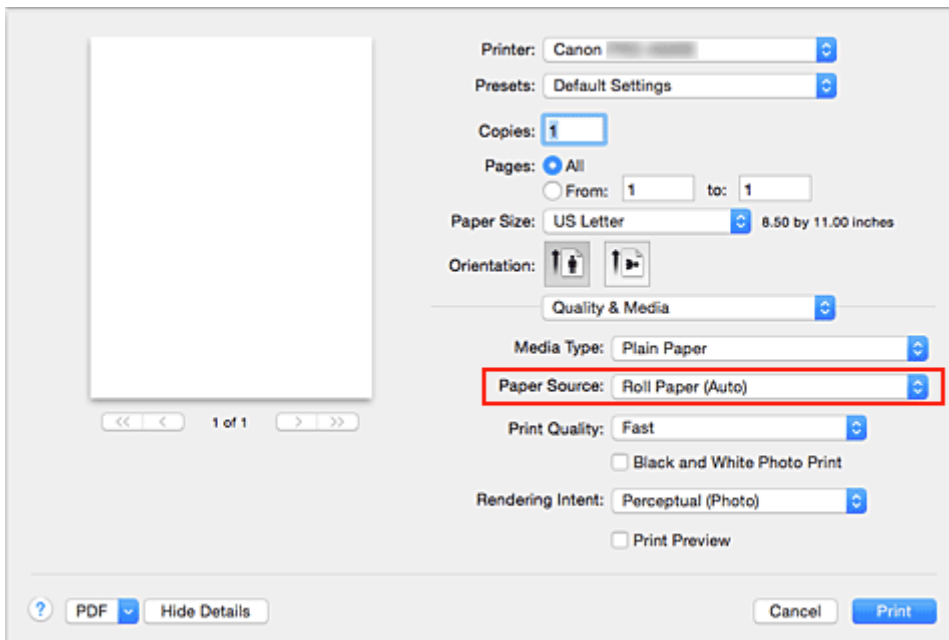 Printer: Canon
Presets: Default Settings
Copies: 1
Pages: All
From: 1 to: 1
Paper Size: US Letter 8.50 by 11.00 inches
Orientation:
Quality & Media
Media Type: Plain Paper
Paper Source: Roll Paper (Auto)
1 of 1
Print Quality: Fast
Black and White Photo Print
Rendering Intent: Perceptual (Photo)
Print Preview
? PDF Hide Details Cancel Print